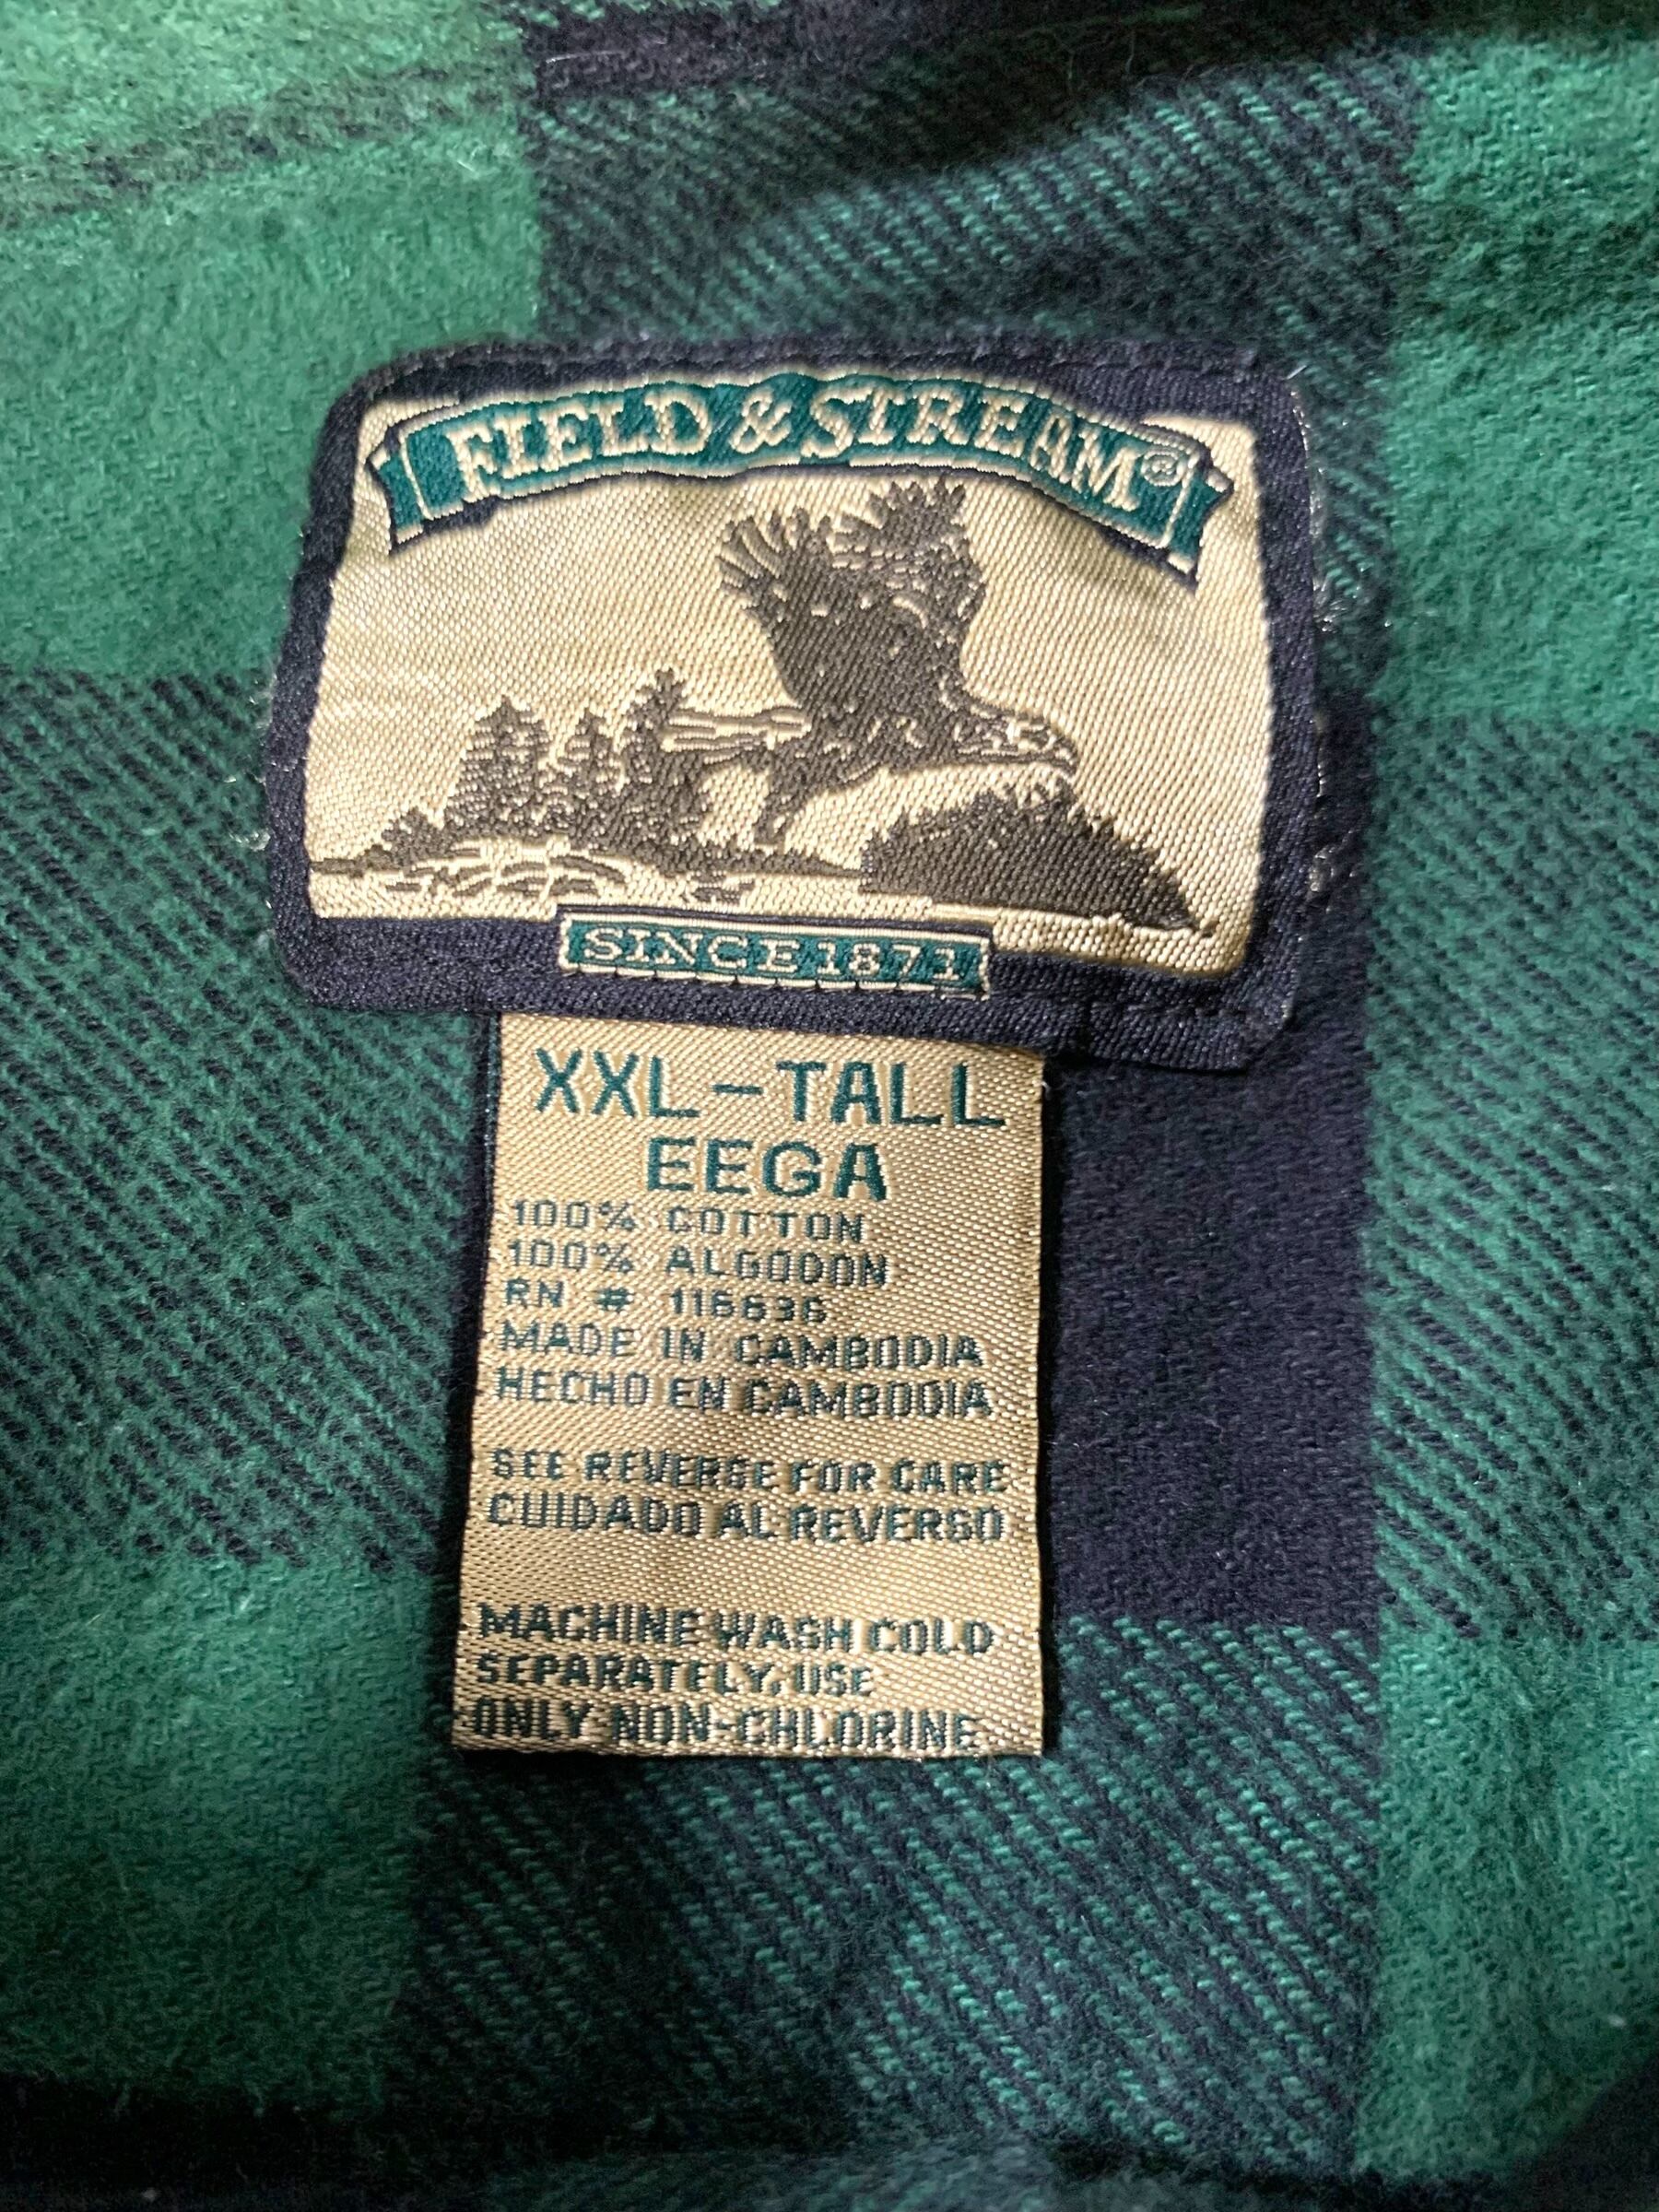 FIELD & STREAM®
SINCE 1871
XXL-TALL
EEGA
100% COTTON
100% ALGODON
RN # 116636
MADE IN CAMBODIA
HECHO EN CAMBODIA
SEE REVERSE FOR CARE
CUIDADO AL REVERSO
MACHINE WASH COLD
SEPARATELY, USE
ONLY NON-CHLORINE